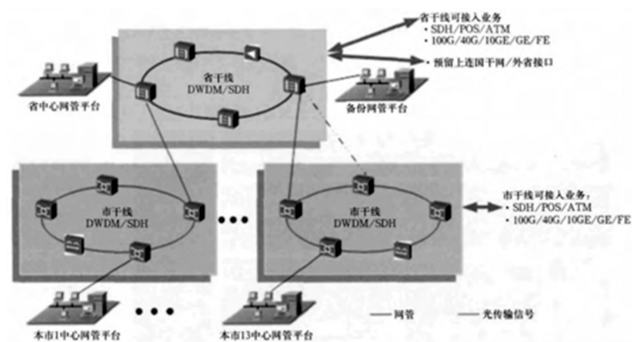 省干线可接入业务
·SDH/POS/ATM
·100G/40G/10GE/GE/FE
·预留上连国干网/外省接口
省干线
DWDM/SDH
省中心网管平台
备份网管平台
市干线
DWDM/SDH
市干线
DWDM/SDH
市干线可接入业务：
·SDH/POS/ATM
·100G/40G/10GE/GE/FE
本市1中心网管平台
本市13中心网管平台
网管
光传输信号